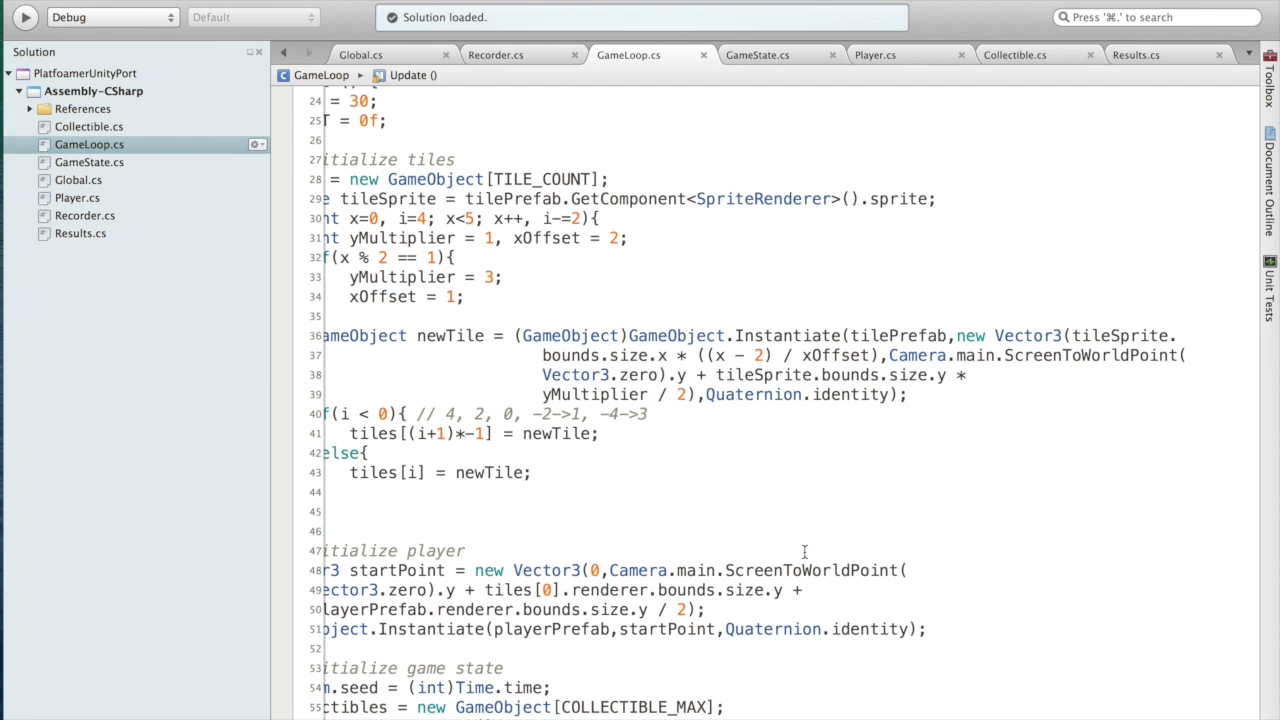 Debug
Default
Solution loaded.
Press '⌘.' to search
Solution
PlatfoamerUnityPort
Assembly-CSharp
References
Collectible.cs
GameLoop.cs
GameState.cs
Global.cs
Player.cs
Recorder.cs
Results.cs
Global.cs
Recorder.cs
GameLoop.cs
GameState.cs
Player.cs
Collectible.cs
Results.cs
GameLoop
Update ()
24 = 30;
25 T = 0f;
26
27 itialize tiles
28 = new GameObject[TILE_COUNT];
29 e tileSprite = tilePrefab.GetComponent<SpriteRenderer>().sprite;
30 nt x=0, i=4; x<5; x++, i-=2){
31 nt yMultiplier = 1, xOffset = 2;
32 f(x % 2 == 1){
33 yMultiplier = 3;
34 xOffset = 1;
35
36 ameObject newTile = (GameObject)GameObject.Instantiate(tilePrefab,new Vector3(tileSprite.
37 bounds.size.x * ((x - 2) / xOffset),Camera.main.ScreenToWorldPoint(
38 Vector3.zero).y + tileSprite.bounds.size.y *
39 yMultiplier / 2),Quaternion.identity);
40 f(i < 0){ // 4, 2, 0, -2->1, -4->3
41 tiles[(i+1)*-1] = newTile;
42 else{
43 tiles[i] = newTile;
44
45
46
47 itialize player
48 r3 startPoint = new Vector3(0,Camera.main.ScreenToWorldPoint(
49 ector3.zero).y + tiles[0].renderer.bounds.size.y +
50 layerPrefab.renderer.bounds.size.y / 2);
51 bject.Instantiate(playerPrefab,startPoint,Quaternion.identity);
52
53 itialize game state
54 m.seed = (int)Time.time;
55 ctibles = new GameObject[COLLECTIBLE_MAX];
Toolbox
Document Outline
Unit Tests